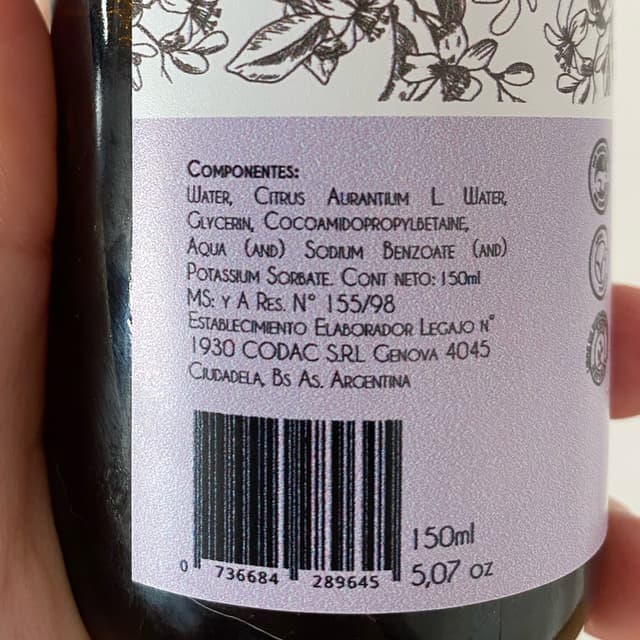 COMPONENTES:
WATER, CITRUS AURANTIUM L WATER,
GLYCERIN, COCOAMIDOPROPYLBETAINE,
AQUA (AND) SODIUM BENZOATE (AND)
POTASSIUM SORBATE. CONT NETO: 150ml
MS: Y A RES. N° 155/98
ESTABLECIMIENTO ELABORADOR LEGAJO N°
1930 CODAC S.R.L GENOVA 4045
CIUDADELA, BS AS. ARGENTINA
150ml
0 736684 289645 5,07 oz